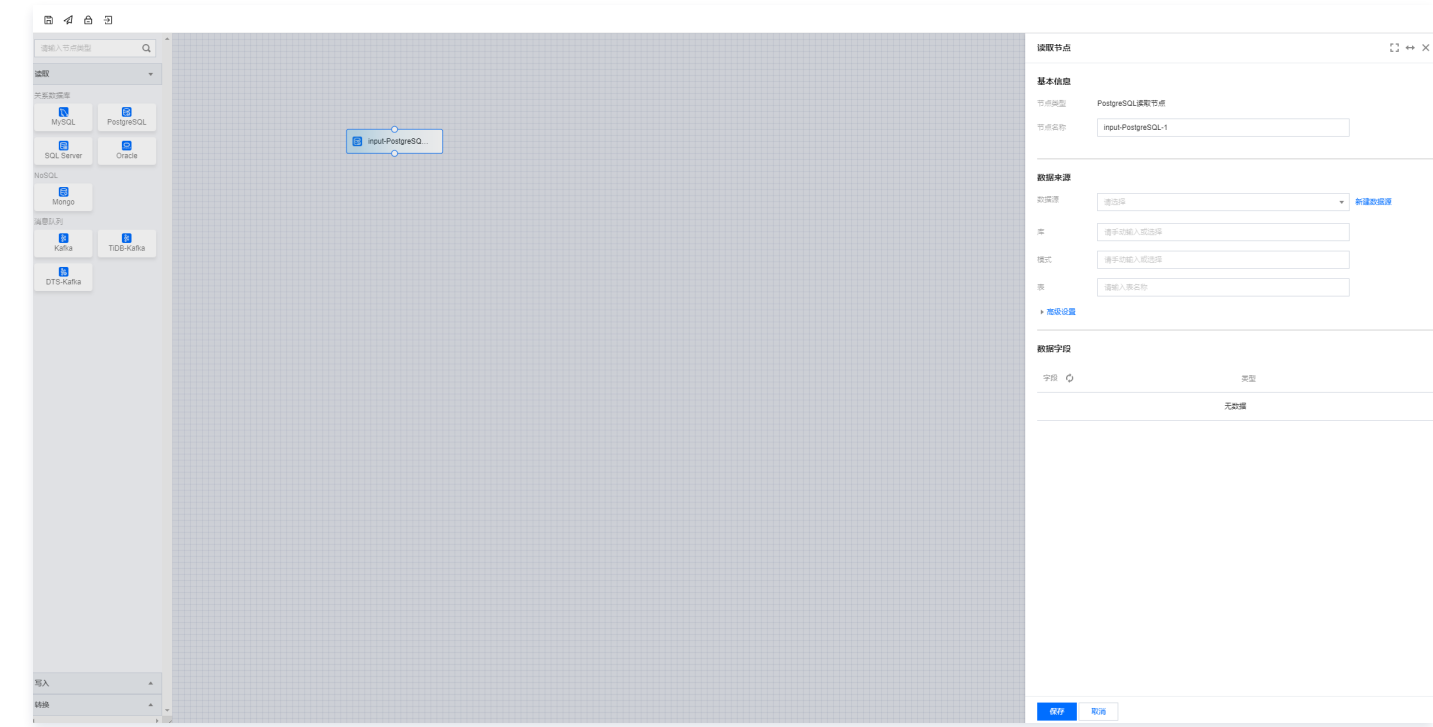 请输入节点类型
读取
关系数据库
MySQL
PostgreSQL
SQL Server
Oracle
NoSQL
Mongo
消息队列
Kafka
TiDB-Kafka
DTS-Kafka
写入
转换
input-PostgreSQ...
读取节点
基本信息
节点类型 PostgreSQL读取节点
节点名称 input-PostgreSQL-1
数据来源
数据源 请选择 新建数据源
库 请手动输入或选择
模式 请手动输入或选择
表 请输入表名称
高级设置
数据字段
字段 类型
无数据
保存 取消